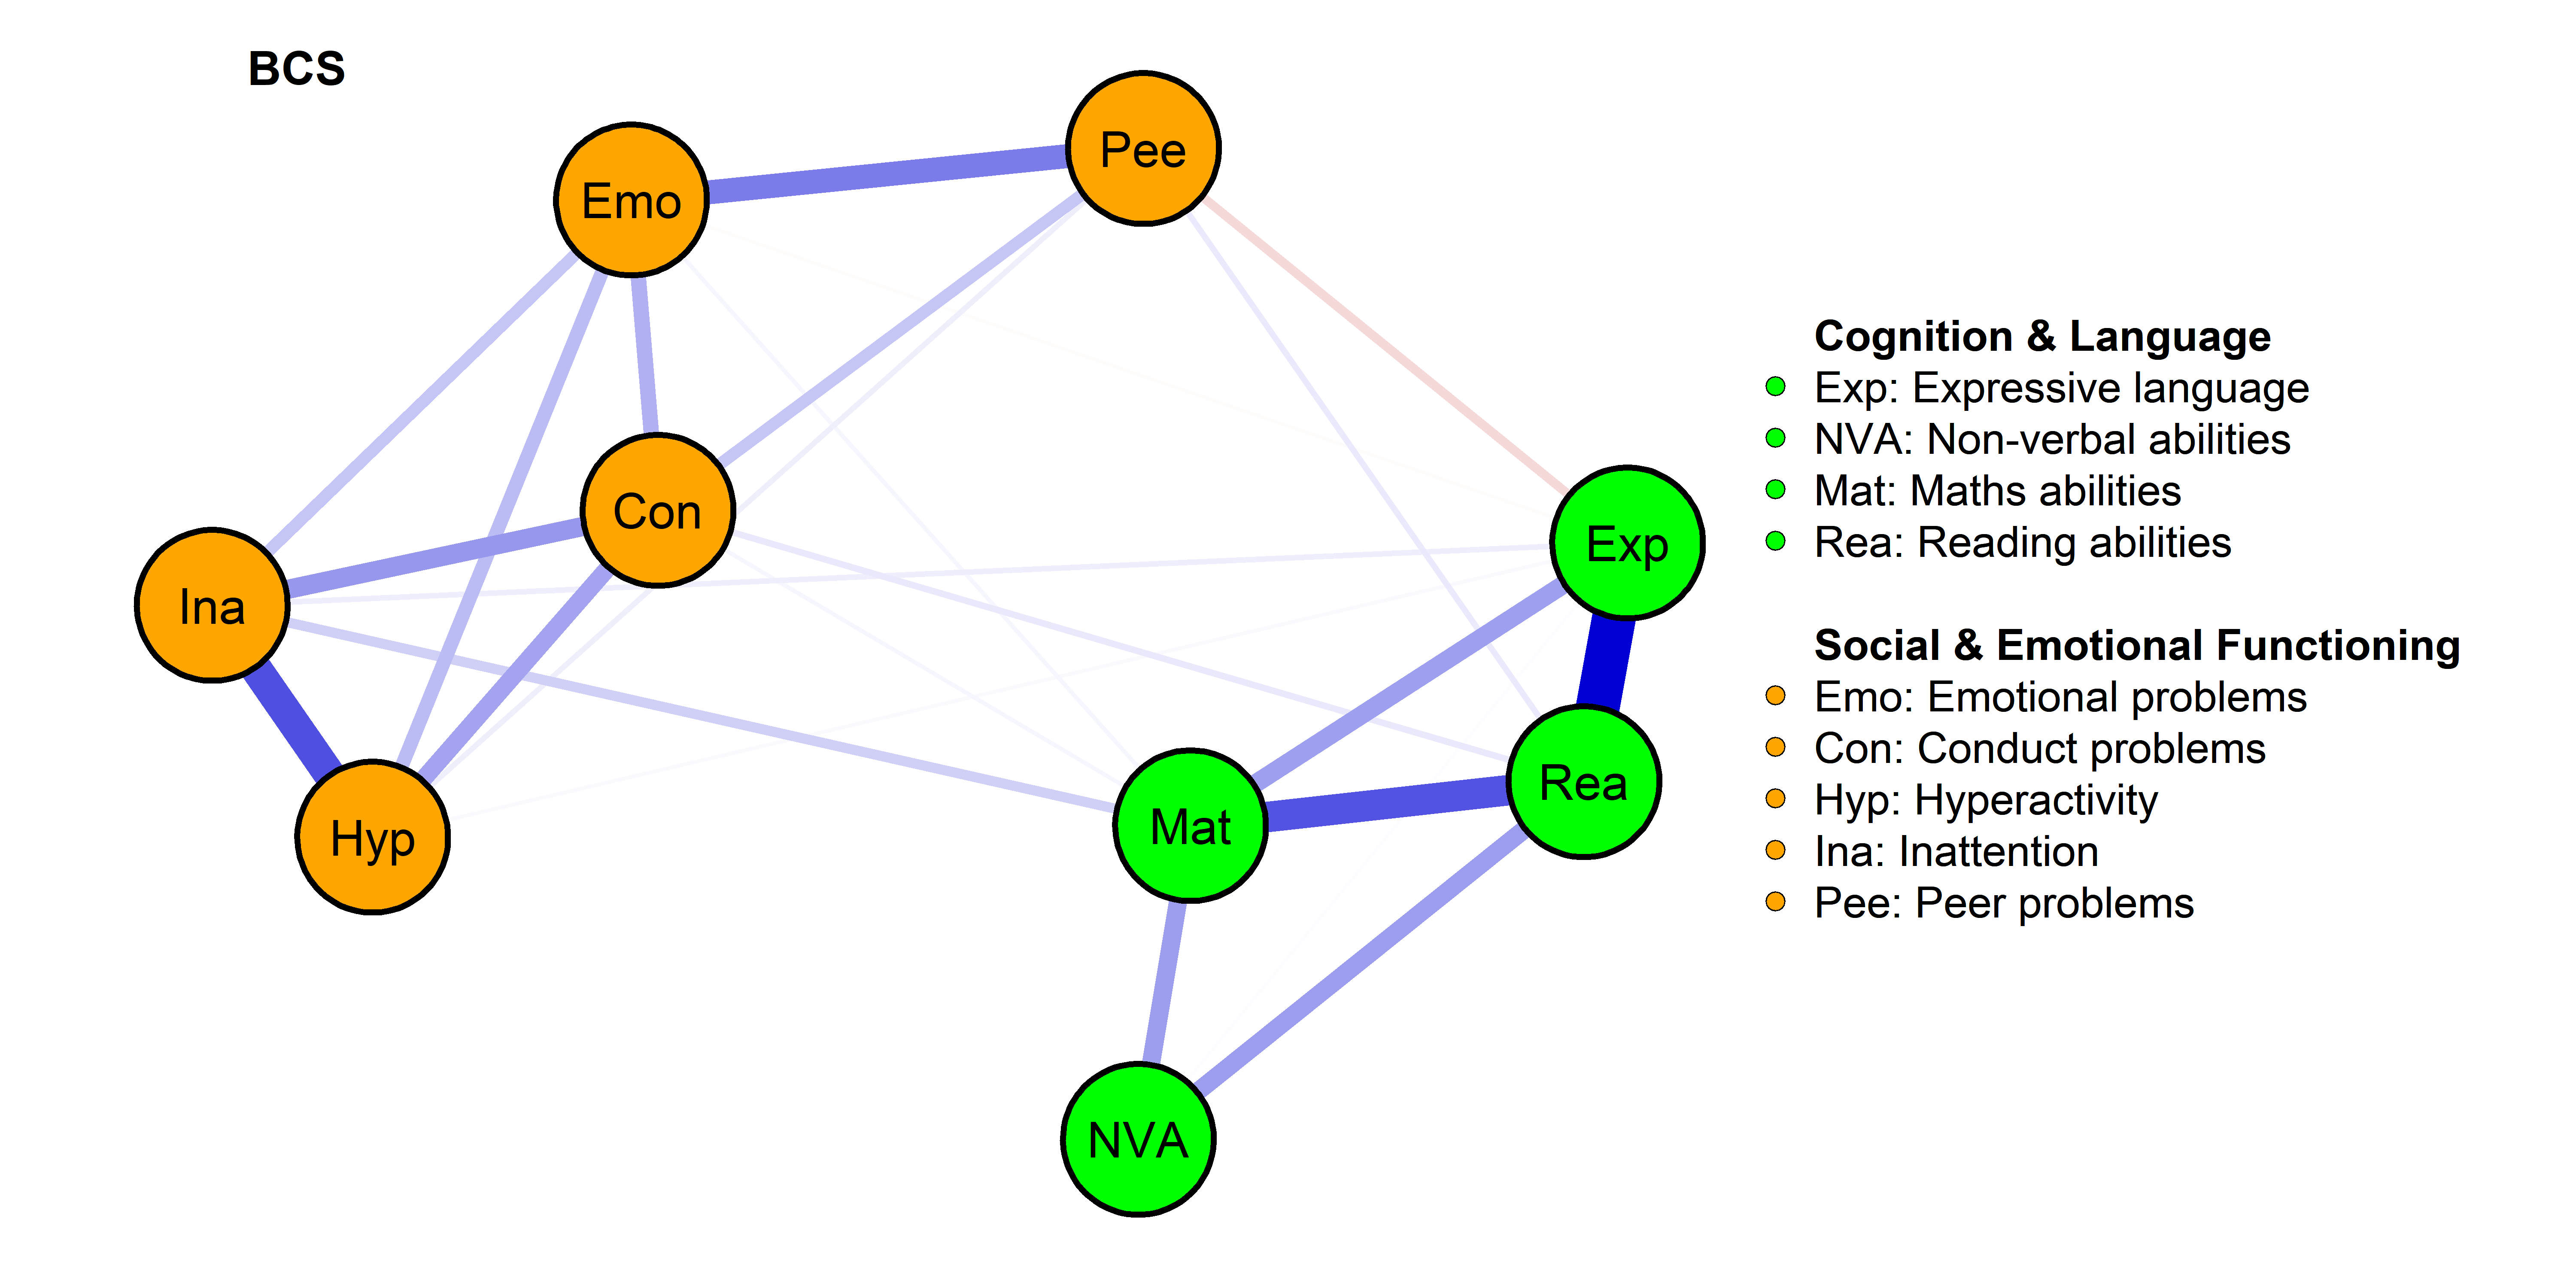 BCS
Pee
Emo
Con
Exp
Ina
Rea
Mat
Hyp
NVA
Cognition & Language
Exp: Expressive language
NVA: Non-verbal abilities
Mat: Maths abilities
Rea: Reading abilities
Social & Emotional Functioning
Emo: Emotional problems
Con: Conduct problems
Hyp: Hyperactivity
Ina: Inattention
Pee: Peer problems